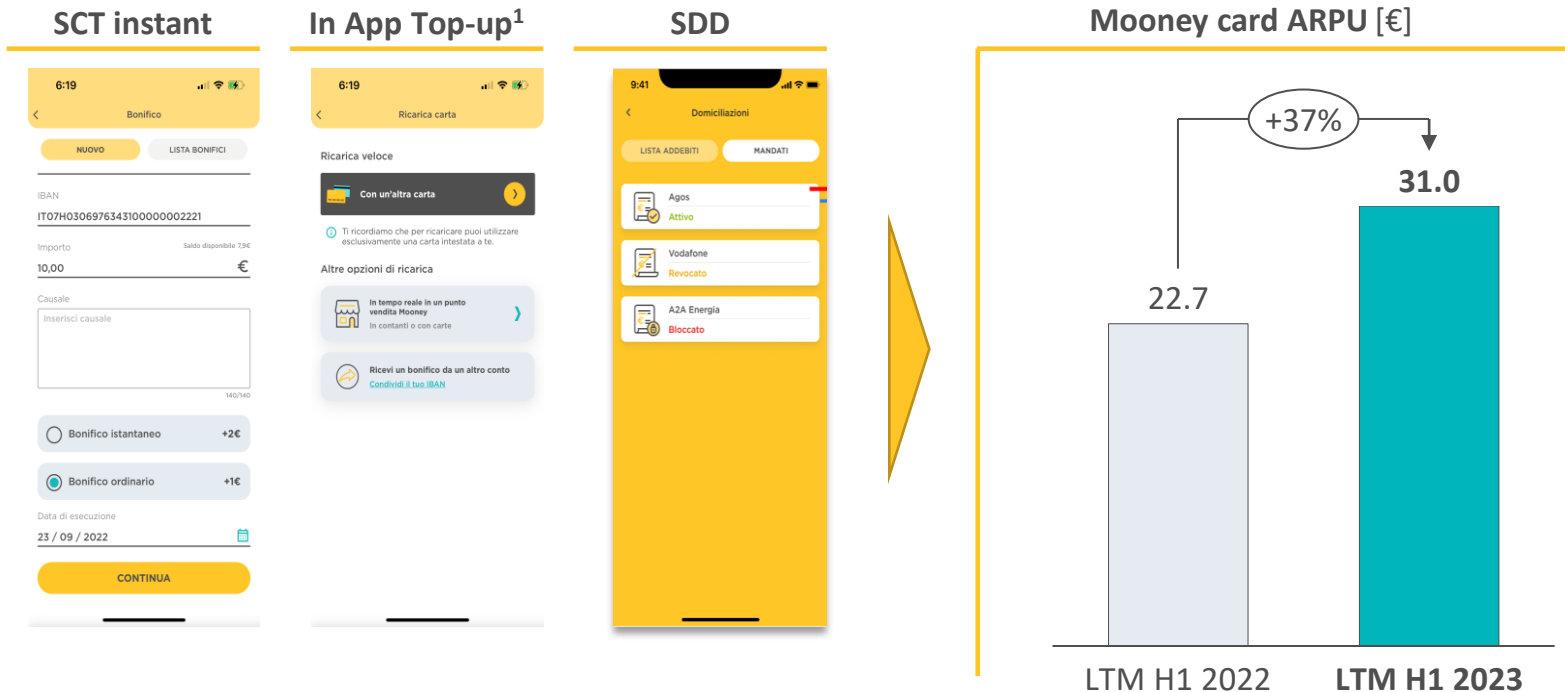 SCT instant
6:19
Bonifico
NUOVO
LISTA BONIFICI
IBAN
IT07H0306976343100000002221
Importo
Saldo disponibile 7,9€
10,00
€
Causale
Inserisci causale
140/140
Bonifico istantaneo
+2€
Bonifico ordinario
+1€
Data di esecuzione
23 / 09 / 2022
CONTINUA
In App Top-up1
6:19
Ricarica carta
Ricarica veloce
Con un'altra carta
Ti ricordiamo che per ricaricare puoi utilizzare
esclusivamente una carta intestata a te.
Altre opzioni di ricarica
In tempo reale in un punto
vendita Mooney
In contanti o con carte
Ricevi un bonifico da un altro conto
Condividi il tuo IBAN
SDD
9:41
Domiciliazioni
LISTA ADDEBITI
MANDATI
Agos
Attivo
Vodafone
Revocato
A2A Energia
Bloccato
Mooney card ARPU [€]
+37%
22.7
31.0
LTM H1 2022
LTM H1 2023